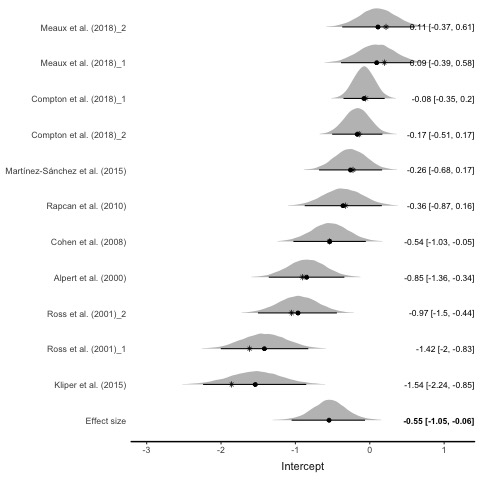 Meaux et al. (2018)_2 0.11 [-0.37, 0.61]
Meaux et al. (2018)_1 0.09 [-0.39, 0.58]
Compton et al. (2018)_1 -0.08 [-0.35, 0.2]
Compton et al. (2018)_2 -0.17 [-0.51, 0.17]
Martínez-Sánchez et al. (2015) -0.26 [-0.68, 0.17]
Rapcan et al. (2010) -0.36 [-0.87, 0.16]
Cohen et al. (2008) -0.54 [-1.03, -0.05]
Alpert et al. (2000) -0.85 [-1.36, -0.34]
Ross et al. (2001)_2 -0.97 [-1.5, -0.44]
Ross et al. (2001)_1 -1.42 [-2, -0.83]
Kliper et al. (2015) -1.54 [-2.24, -0.85]
Effect size -0.55 [-1.05, -0.06]
-3 -2 -1 0 1
Intercept